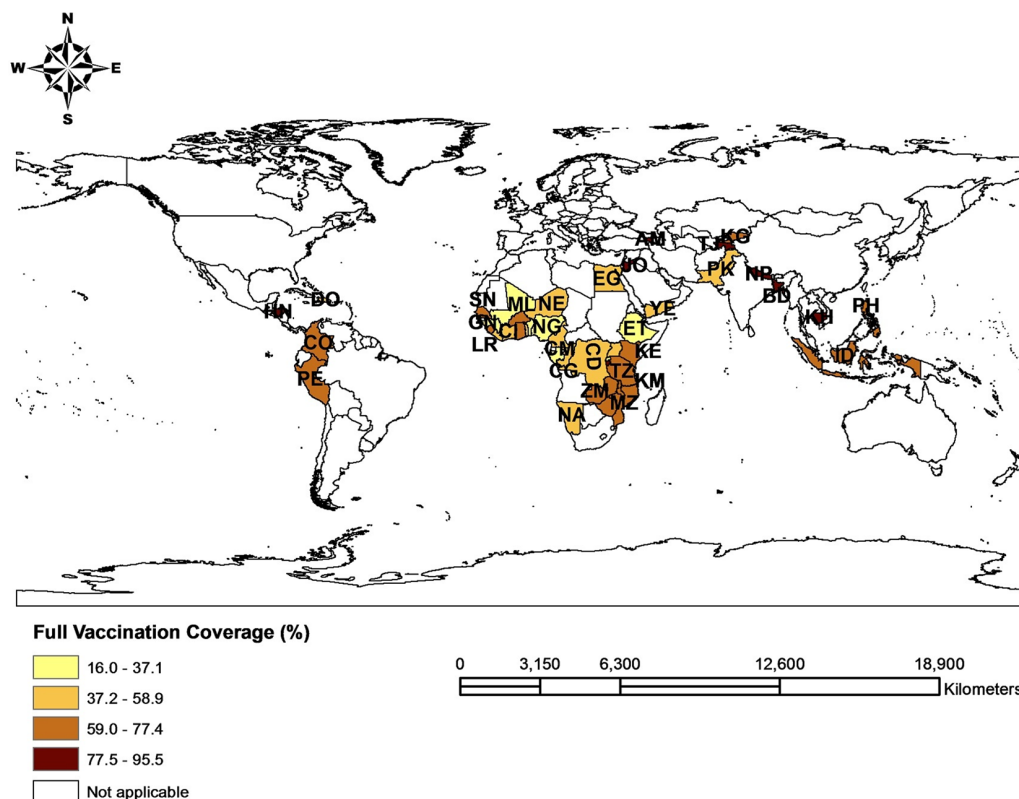 N
W E
S
AM
KG
TJ
JO
EG
PK
NP
BD
DO
HN
SN
ML
NE
YE
PH
GN
CI
NG
ET
KH
LR
CO
CM
CD
KE
ID
CG
TZ
PE
ZM
KM
MZ
NA
Full Vaccination Coverage (%)
16.0 - 37.1
37.2 - 58.9
59.0 - 77.4
77.5 - 95.5
Not applicable
0 3,150 6,300 12,600 18,900
Kilometers